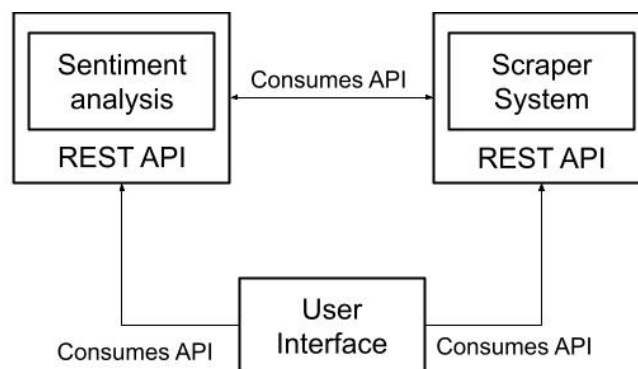 Sentiment
analysis
REST API
Consumes API
Scraper
System
REST API
User
Interface
Consumes API
Consumes API